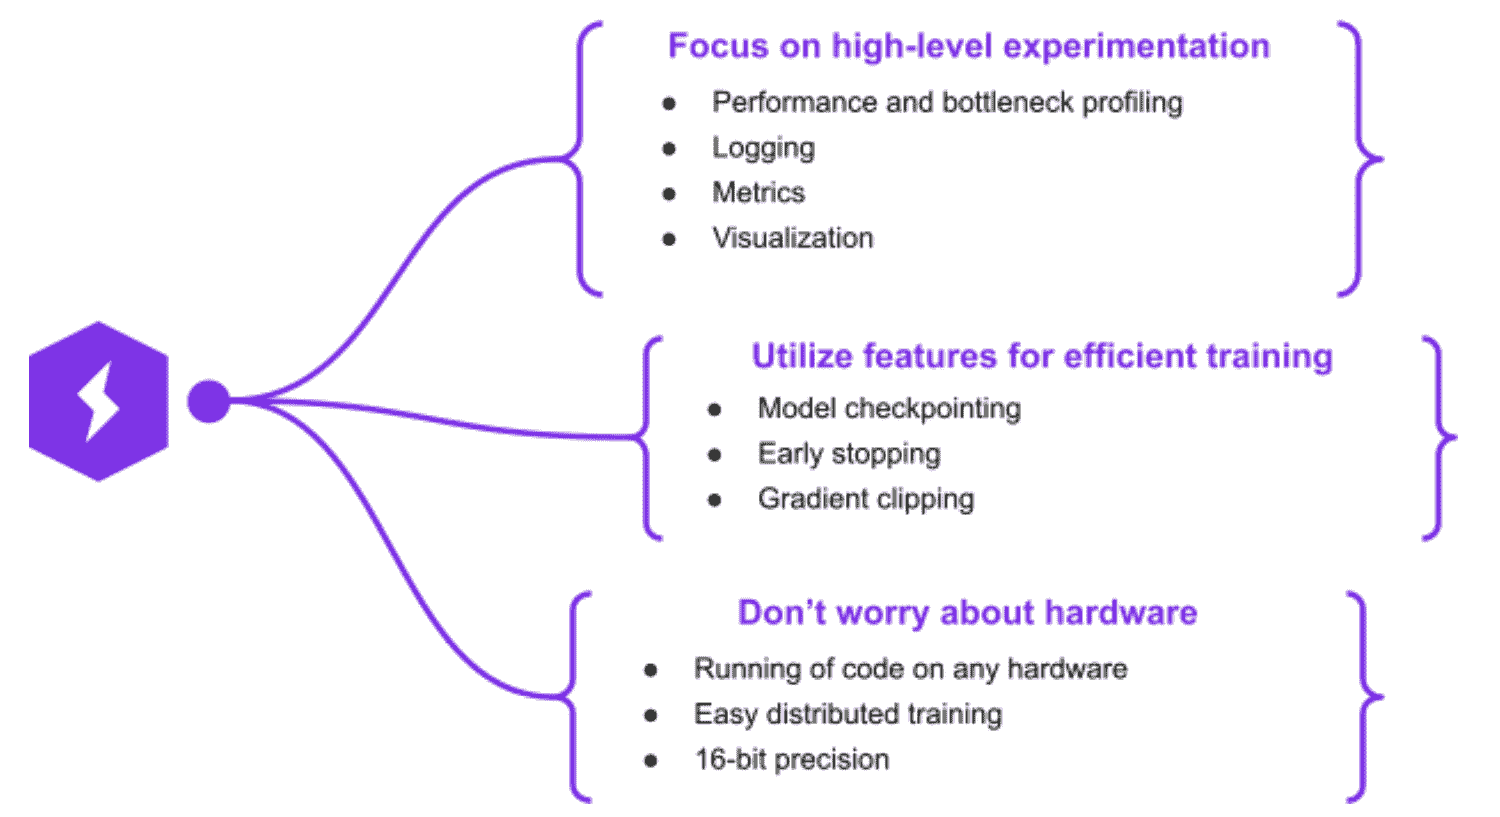 Focus on high-level experimentation
● Performance and bottleneck profiling
● Logging
● Metrics
● Visualization
Utilize features for efficient training
● Model checkpointing
● Early stopping
● Gradient clipping
Don’t worry about hardware
● Running of code on any hardware
● Easy distributed training
● 16-bit precision